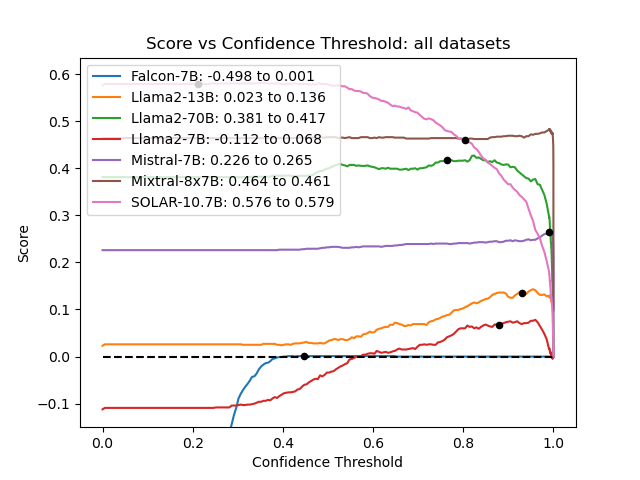 Score vs Confidence Threshold: all datasets
Falcon-7B: -0.498 to 0.001
Llama2-13B: 0.023 to 0.136
Llama2-70B: 0.381 to 0.417
Llama2-7B: -0.112 to 0.068
Mistral-7B: 0.226 to 0.265
Mixtral-8x7B: 0.464 to 0.461
SOLAR-10.7B: 0.576 to 0.579
Score
0.6
0.5
0.4
0.3
0.2
0.1
0.0
−0.1
0.0 0.2 0.4 0.6 0.8 1.0
Confidence Threshold